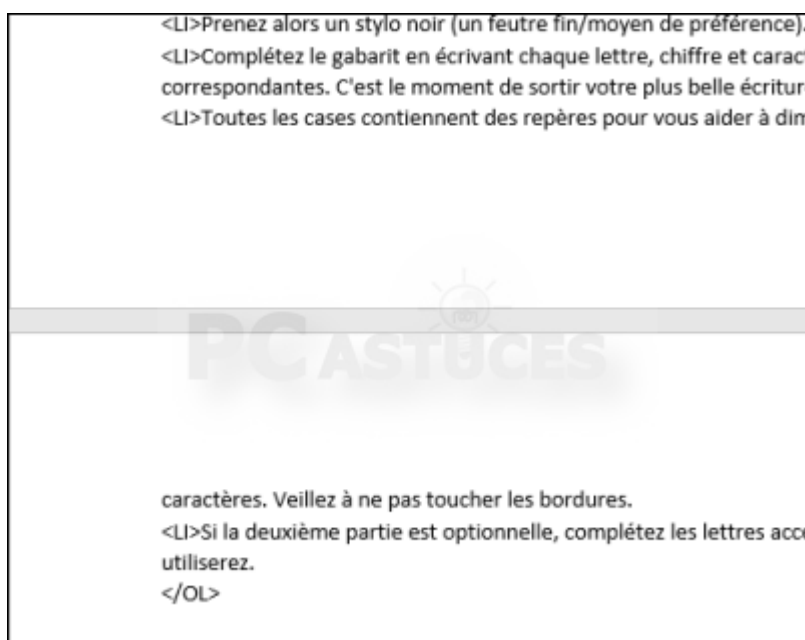 <LI>Prenez alors un stylo noir (un feutre fin/moyen de préférence).
<LI>Complétez le gabarit en écrivant chaque lettre, chiffre et carac
correspondantes. C'est le moment de sortir votre plus belle écritur
<LI>Toutes les cases contiennent des repères pour vous aider à dim
PC ASTUCES
caractères. Veillez à ne pas toucher les bordures.
<LI>Si la deuxième partie est optionnelle, complétez les lettres acc
utiliserez.
</OL>